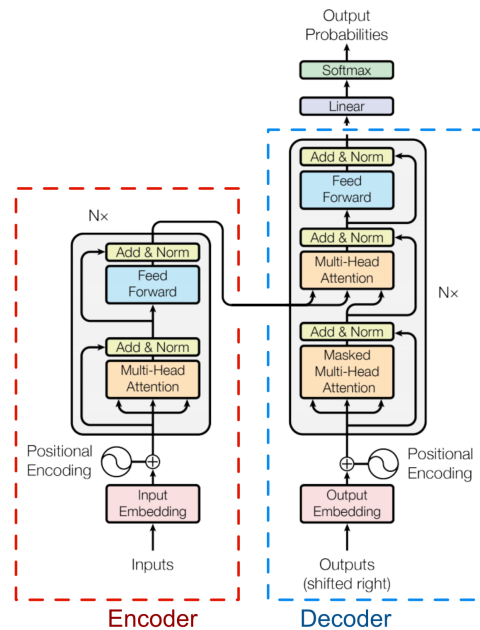 Output
Probabilities
Softmax
Linear
Add & Norm
Feed
Forward
Add & Norm
Multi-Head
Attention
Nx
Add & Norm
Masked
Multi-Head
Attention
Positional
Encoding
Output
Embedding
Outputs
(shifted right)
Decoder
Nx
Add & Norm
Feed
Forward
Add & Norm
Multi-Head
Attention
Positional
Encoding
Input
Embedding
Inputs
Encoder